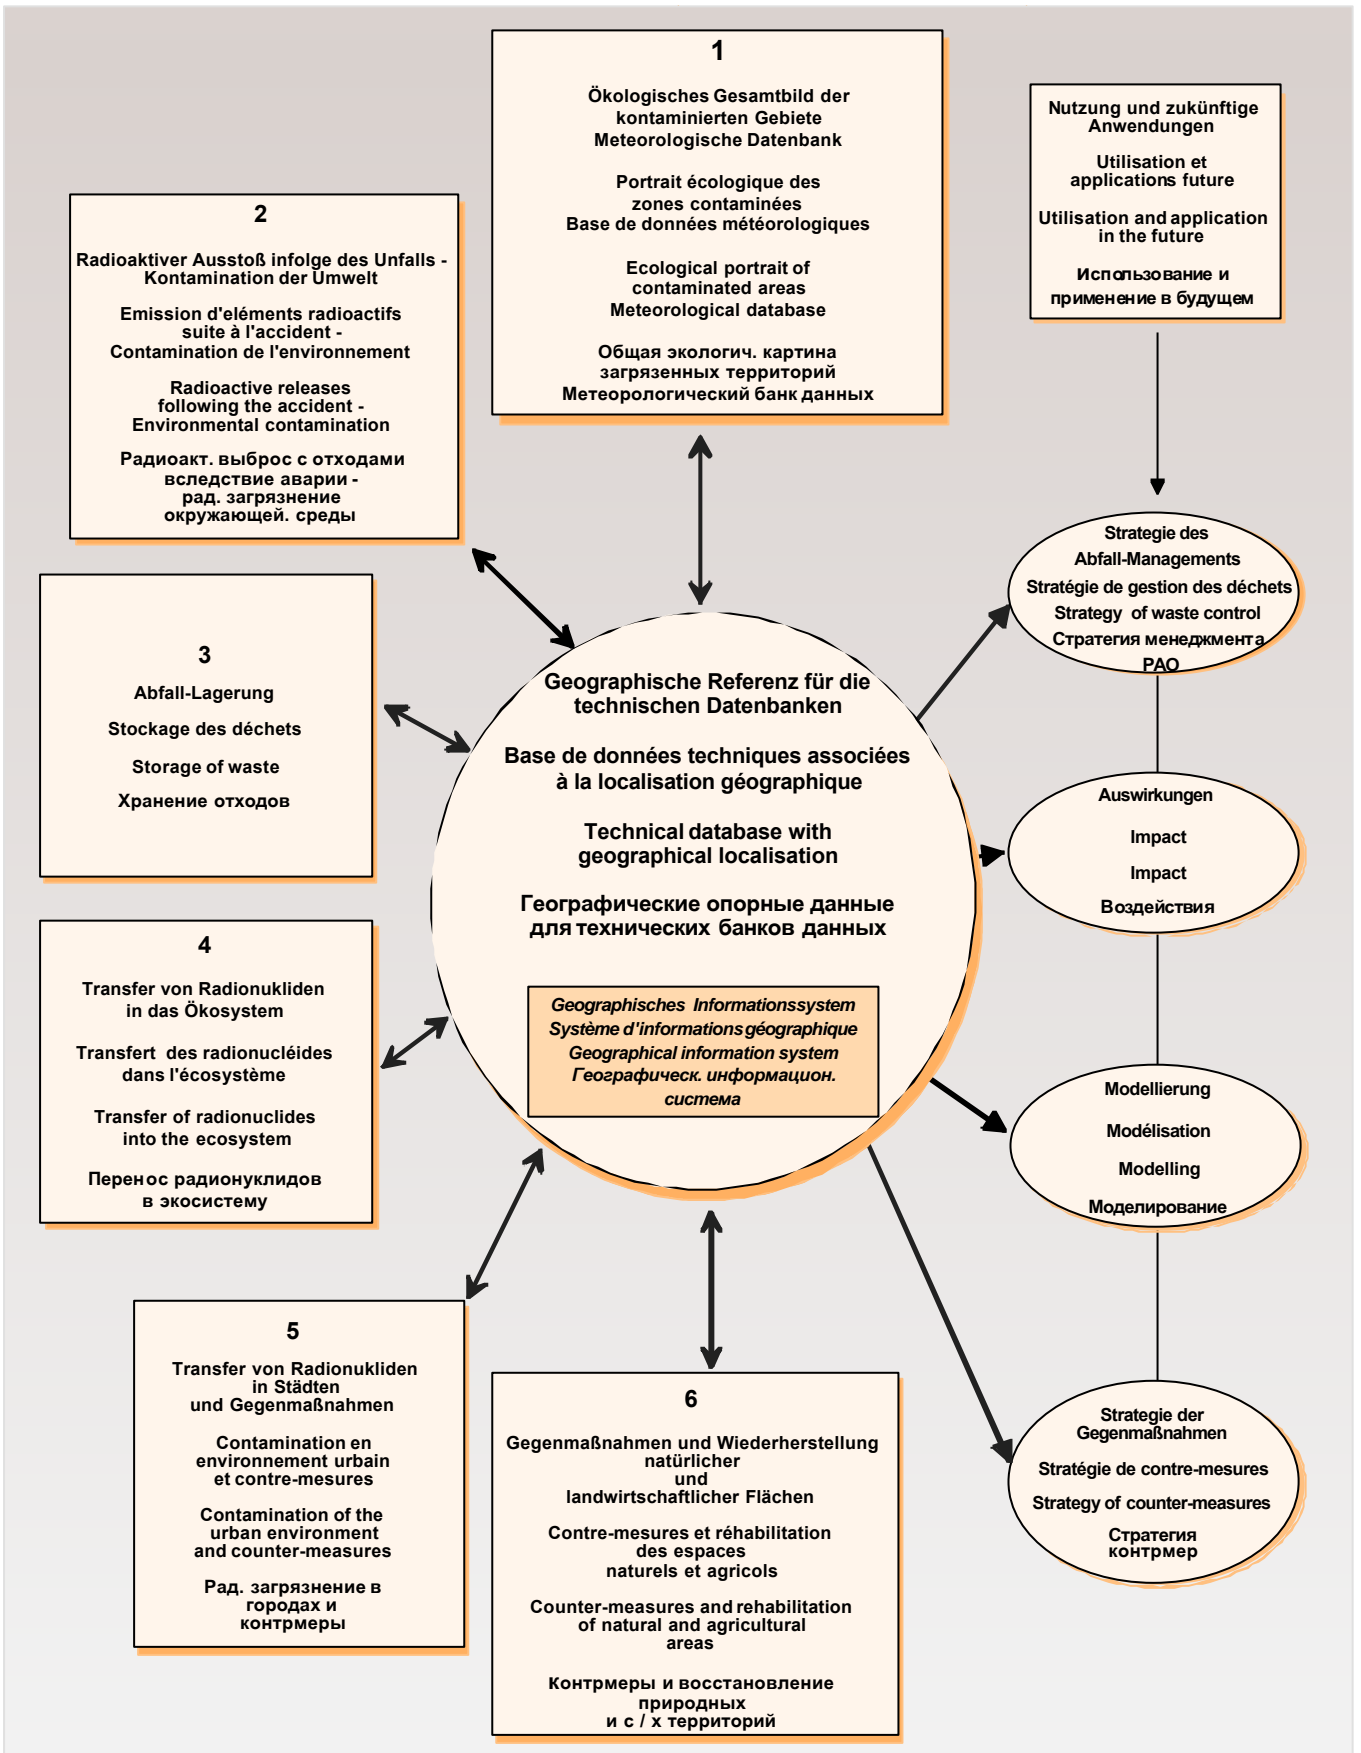 1
Ökologisches Gesamtbild der
kontaminierten Gebiete
Meteorologische Datenbank
Portrait écologique des
zones contaminées
Base de données météorologiques
Ecological portrait of
contaminated areas
Meteorological database
Общая экологич. картина
загрязенных территорий
Метеорологический банк данных
Nutzung und zukünftige
Anwendungen
Utilisation et
applications future
Utilisation and application
in the future
Использование и
применение в будущем
2
Radioaktiver Ausstoß infolge des Unfalls -
Kontamination der Umwelt
Emission d'eléments radioactifs
suite à l'accident -
Contamination de l'environnement
Radioactive releases
following the accident -
Environmental contamination
Радиоакт. выброс с отходами
вследствие аварии -
рад. загрязнение
окружающей. среды
3
Abfall-Lagerung
Stockage des déchets
Storage of waste
Хранение отходов
4
Transfer von Radionukliden
in das Ökosystem
Transfert des radionucléides
dans l'écosystème
Transfer of radionuclides
into the ecosystem
Перенос радионуклидов
в экосистему
5
Transfer von Radionukliden
in Städten
und Gegenmaßnahmen
Contamination en
environnement urbain
et contre-mesures
Contamination of the
urban environment
and counter-measures
Рад. загрязнение в
городах и
контрмеры
6
Gegenmaßnahmen und Wiederherstellung
natürlicher
und
landwirtschaftlicher Flächen
Contre-mesures et réhabilitation
des espaces
naturels et agricols
Counter-measures and rehabilitation
of natural and agricultural
areas
Контрмеры и восстановление
природных
и с / х территорий
Geographische Referenz für die
technischen Datenbanken
Base de données techniques associées
à la localisation géographique
Technical database with
geographical localisation
Географические опорные данные
для технических банков данных
Geographisches Informationssystem
Système d'informations géographique
Geographical information system
Географическ. информацион.
система
Strategie des
Abfall-Managements
Stratégie de gestion des déchets
Strategy of waste control
Стратегия менеджмента
РАО
Auswirkungen
Impact
Impact
Воздействия
Modellierung
Modélisation
Modelling
Моделирование
Strategie der
Gegenmaßnahmen
Stratégie de contre-mesures
Strategy of counter-measures
Стратегия
контрмер